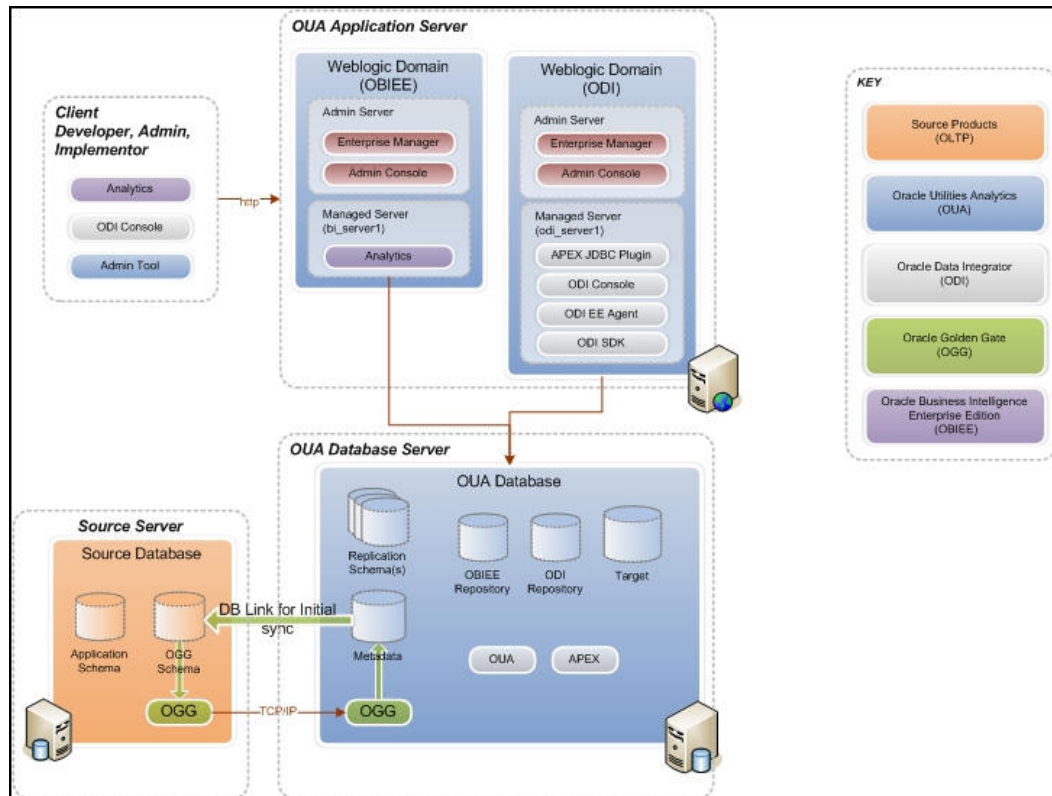 OUA Application Server
Weblogic Domain
(OBIEE)
Admin Server
Enterprise Manager
Admin Console
Managed Server
(bi_server1)
Analytics
Weblogic Domain
(ODI)
Admin Server
Enterprise Manager
Admin Console
Managed Server
(odi_server1)
APEX JDBC Plugin
ODI Console
ODI EE Agent
ODI SDK
Client
Developer, Admin,
Implementor
Analytics
ODI Console
Admin Tool
http
KEY
Source Products
(OLTP)
Oracle Utilities Analytics
(OUA)
Oracle Data Integrator
(ODI)
Oracle Golden Gate
(OGG)
Oracle Business Intelligence
Enterprise Edition
(OBIEE)
OUA Database Server
OUA Database
Replication
Schema(s)
OBIEE
Repository
ODI
Repository
Target
Metadata
OUA
APEX
OGG
Source Server
Source Database
Application
Schema
OGG
Schema
OGG
DB Link for Initial
sync
TCP/IP